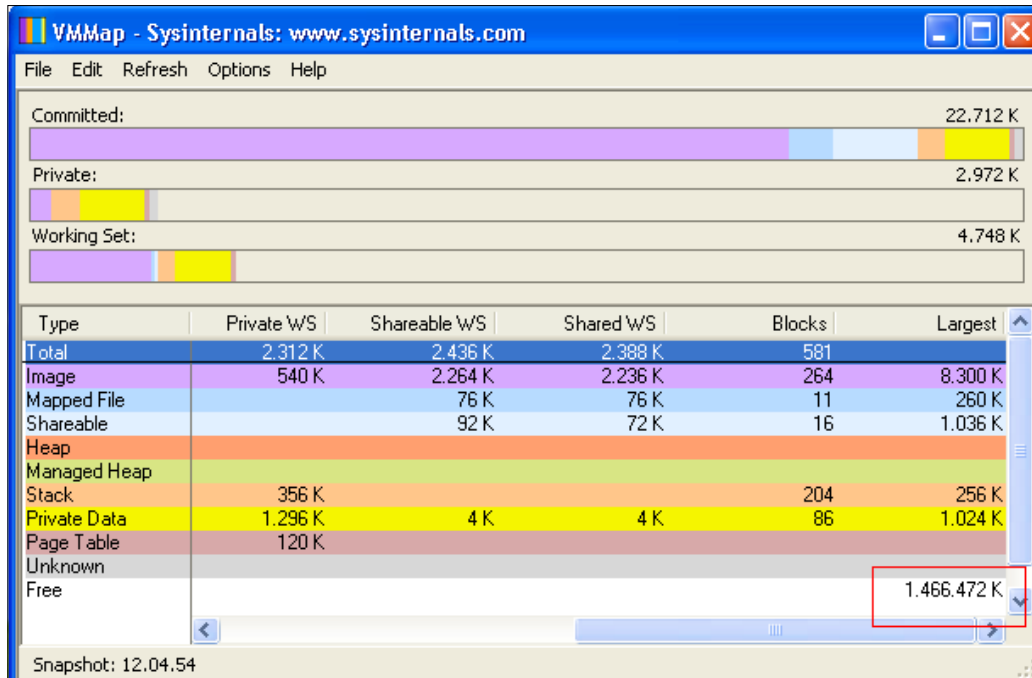 VMMap - Sysinternals: www.sysinternals.com
File Edit Refresh Options Help
Committed: 22.712 K
Private: 2.972 K
Working Set: 4.748 K
Type Private WS Shareable WS Shared WS Blocks Largest
Total 2.312 K 2.436 K 2.388 K 581
Image 540 K 2.264 K 2.236 K 264 8.300 K
Mapped File 76 K 76 K 11 260 K
Shareable 92 K 72 K 16 1.036 K
Heap
Managed Heap
Stack 356 K 204 256 K
Private Data 1.296 K 4 K 4 K 86 1.024 K
Page Table 120 K
Unknown
Free 1.466.472 K
Snapshot: 12.04.54